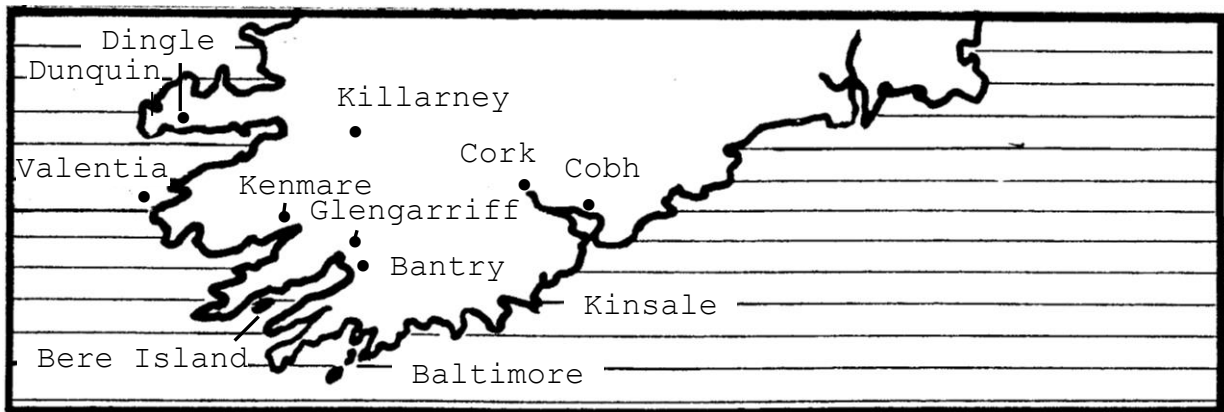 Dingle
Dunquin
Killarney
Valentia
Cork
Cobh
Kenmare
Glengarriff
Bantry
Kinsale
Bere Island
Baltimore